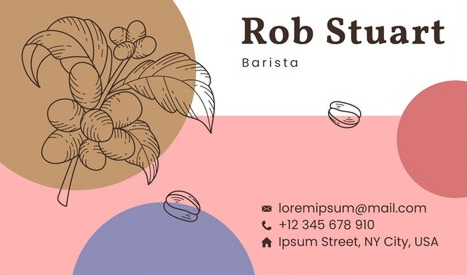 Rob Stuart
Barista
loremipsum@mail.com
+12 345 678 910
Ipsum Street, NY City, USA